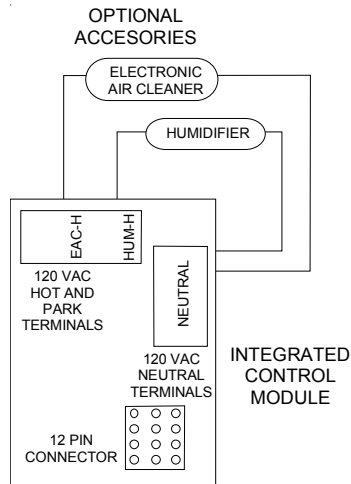 OPTIONAL
ACCESORIES
ELECTRONIC
AIR CLEANER
HUMIDIFIER
EAC-H
HUM-H
120 VAC
HOT AND
PARK
TERMINALS
NEUTRAL
120 VAC
NEUTRAL
TERMINALS
INTEGRATED
CONTROL
MODULE
12 PIN
CONNECTOR